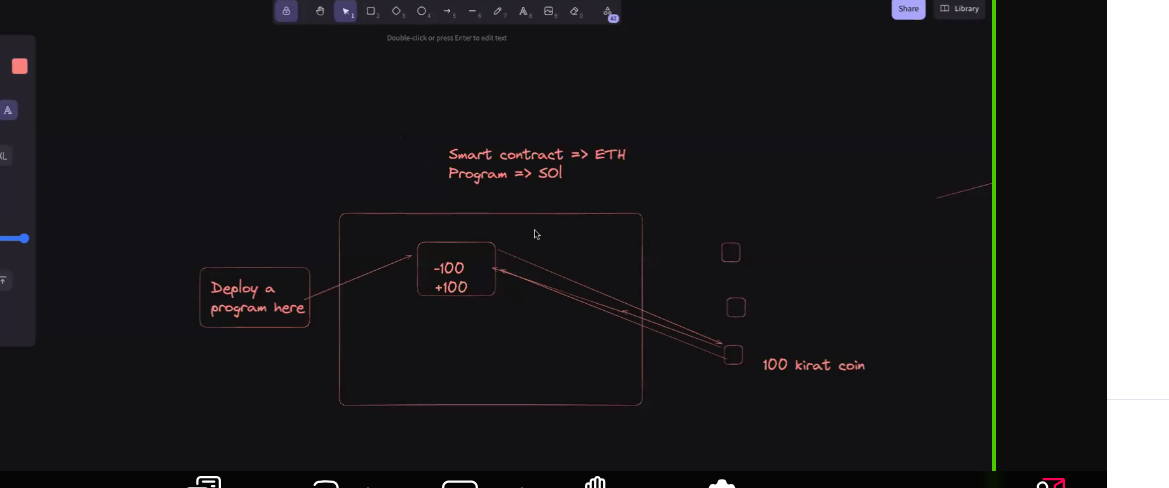 Share
Library
Double-click or press Enter to edit text
A
XL
AI
Smart contract => ETH
Program => SOl
-100
+100
Deploy a
program here
100 kirat coin